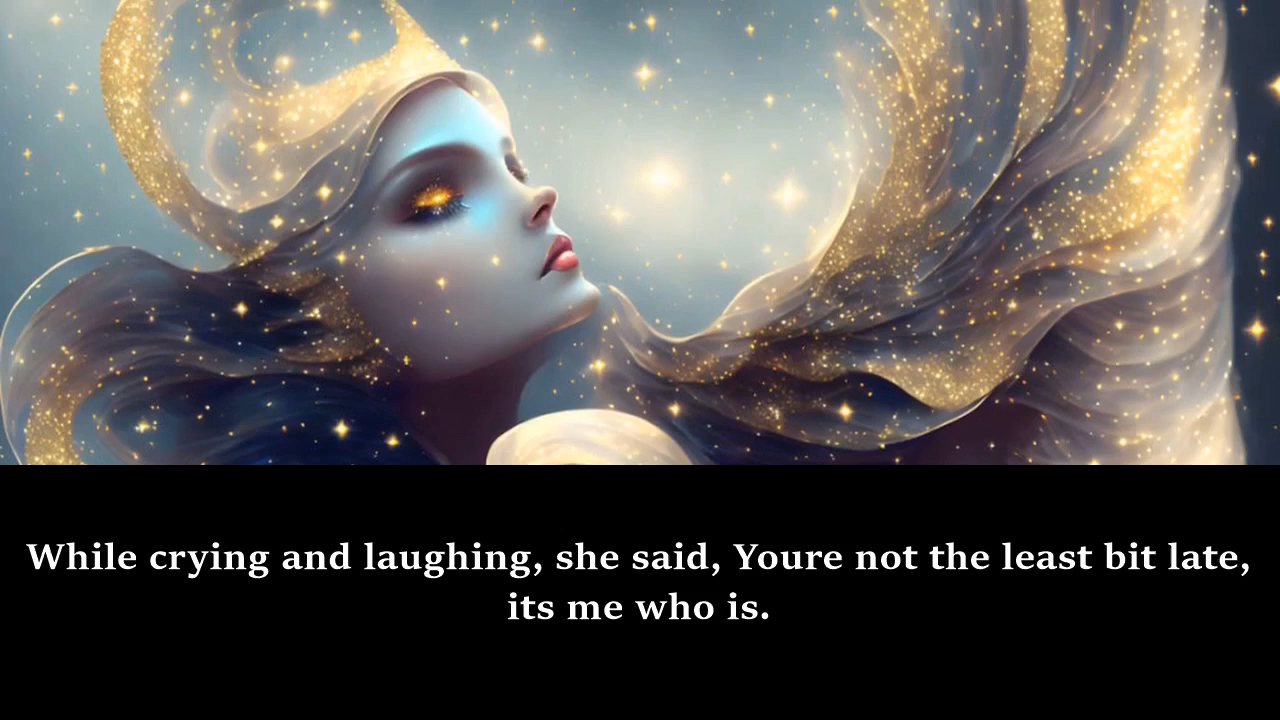 While crying and laughing, she said, Youre not the least bit late,
its me who is.